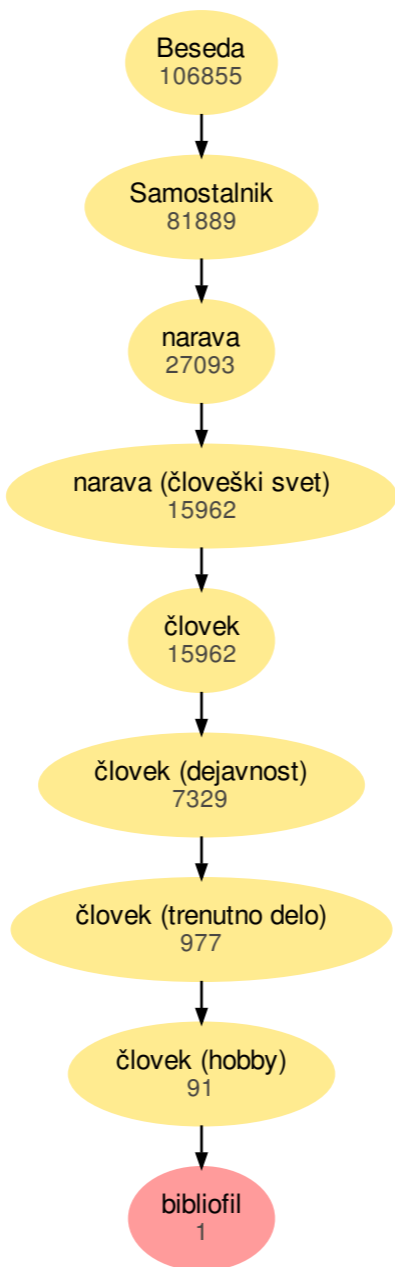 Beseda
106855
Samostalnik
81889
narava
27093
narava (človeški svet)
15962
človek
15962
človek (dejavnost)
7329
človek (trenutno delo)
977
človek (hobby)
91
bibliofil
1